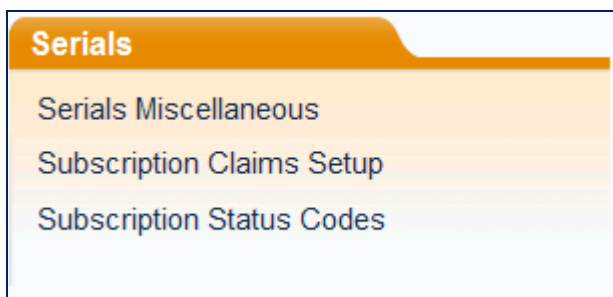 Serials
Serials Miscellaneous
Subscription Claims Setup
Subscription Status Codes